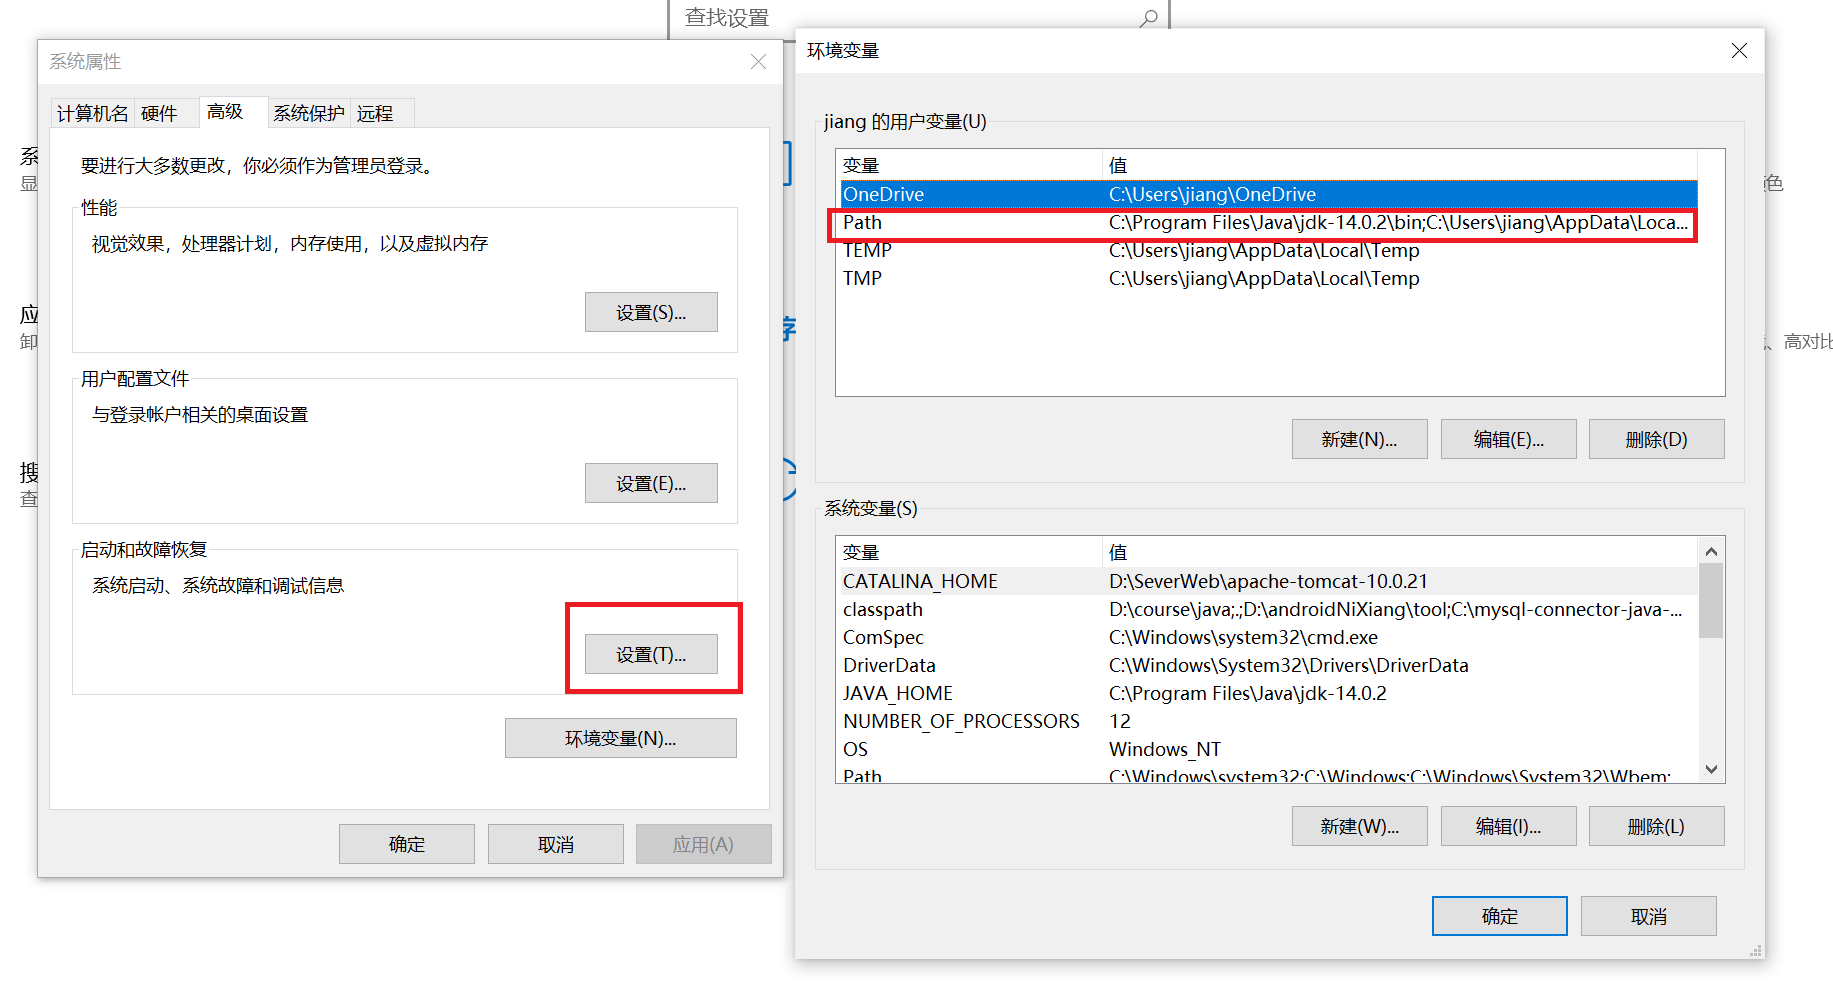 查找设置
系统属性
计算机名 硬件 高级 系统保护 远程
要进行大多数更改，你必须作为管理员登录。
性能
视觉效果，处理器计划，内存使用，以及虚拟内存
设置(S)...
用户配置文件
与登录帐户相关的桌面设置
设置(E)...
启动和故障恢复
系统启动、系统故障和调试信息
设置(T)...
环境变量(N)...
确定 取消 应用(A)
系
显
应
卸
搜
查
荐
环境变量
jiang 的用户变量(U)
变量 值
OneDrive C:\Users\jiang\OneDrive
Path C:\Program Files\Java\jdk-14.0.2\bin;C:\Users\jiang\AppData\Loca...
TEMP C:\Users\jiang\AppData\Local\Temp
TMP C:\Users\jiang\AppData\Local\Temp
新建(N)... 编辑(E)... 删除(D)
系统变量(S)
变量 值
CATALINA_HOME D:\SeverWeb\apache-tomcat-10.0.21
classpath D:\course\java;.;D:\androidNiXiang\tool;C:\mysql-connector-java-...
ComSpec C:\Windows\system32\cmd.exe
DriverData C:\Windows\System32\Drivers\DriverData
JAVA_HOME C:\Program Files\Java\jdk-14.0.2
NUMBER_OF_PROCESSORS 12
OS Windows_NT
Path C:\Windows\system32;C:\Windows;C:\Windows\System32\Wbem;
新建(W)... 编辑(I)... 删除(L)
确定 取消
色
、高对比